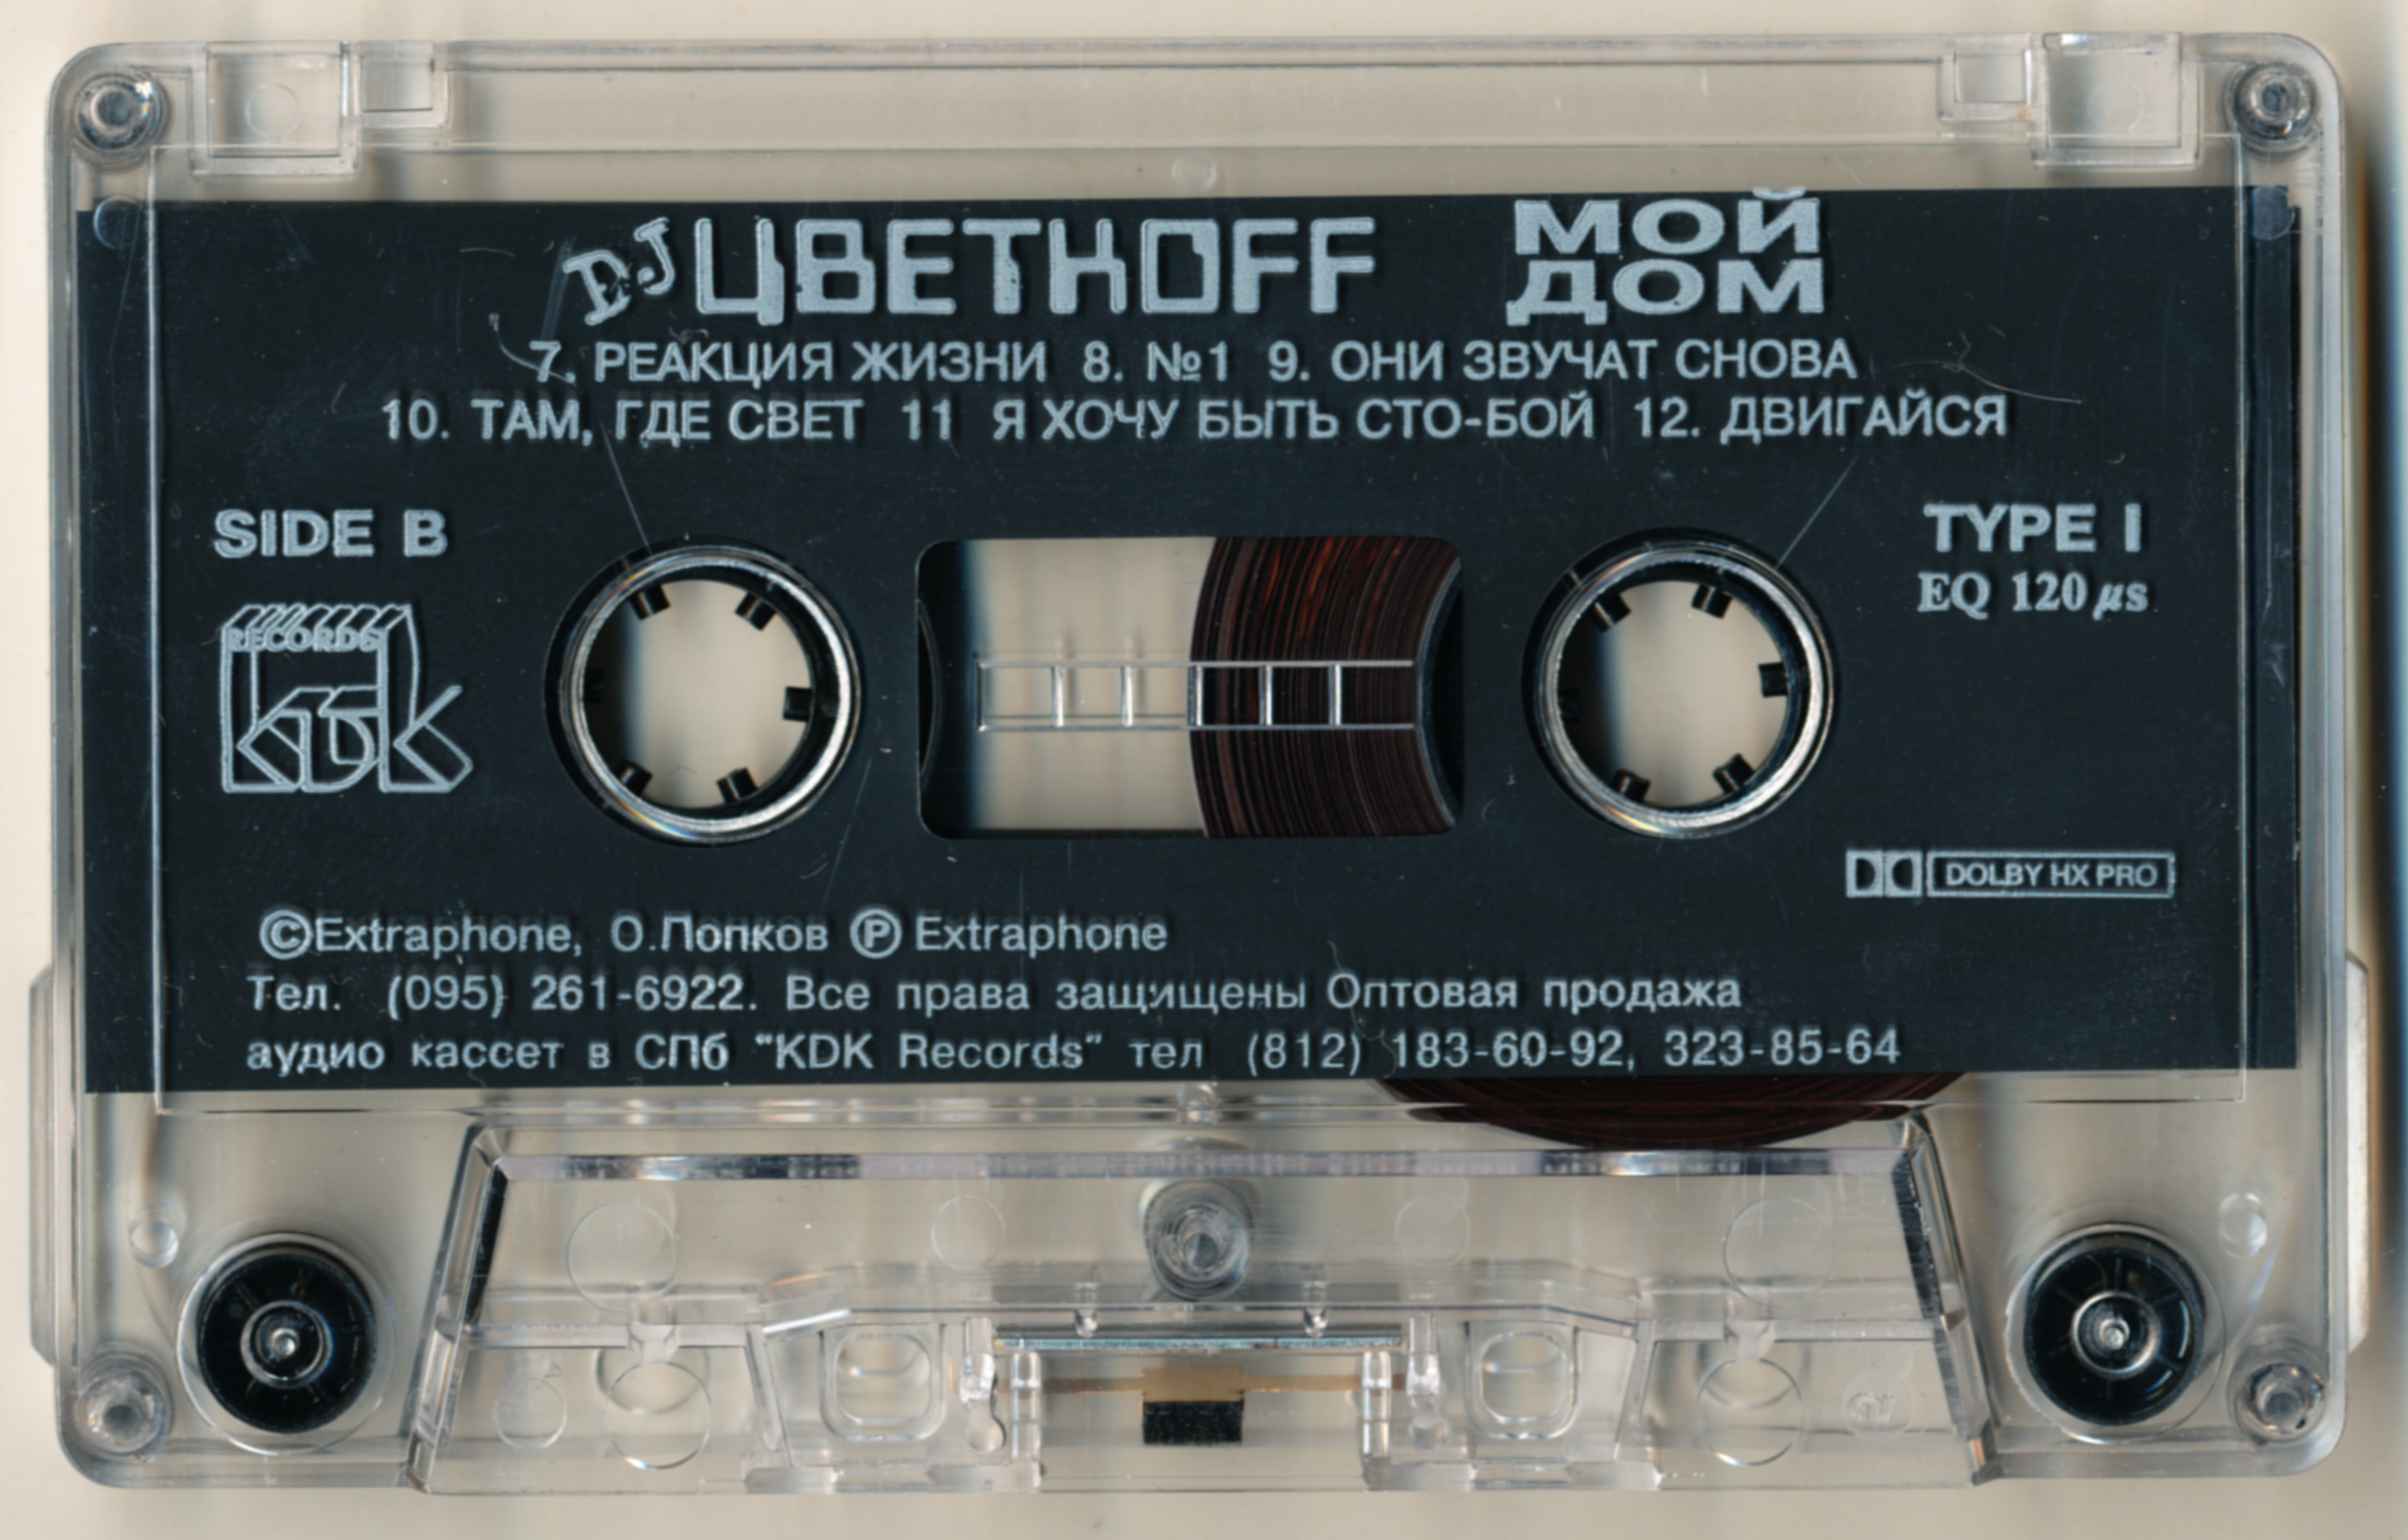 DJ ЦВЕТКОFF МОЙ ДОМ
7. РЕАКЦИЯ ЖИЗНИ 8. №1 9. ОНИ ЗВУЧАТ СНОВА
10. ТАМ, ГДЕ СВЕТ 11 Я ХОЧУ БЫТЬ СТО-БОЙ 12. ДВИГАЙСЯ
SIDE B
TYPE I
EQ 120 µs
RECORDS
KDK
DOLBY HX PRO
©Extraphone, О.Попков ℗ Extraphone
Тел. (095) 261-6922. Все права защищены Оптовая продажа
аудио кассет в СПб "KDK Records" тел (812) 183-60-92, 323-85-64
2